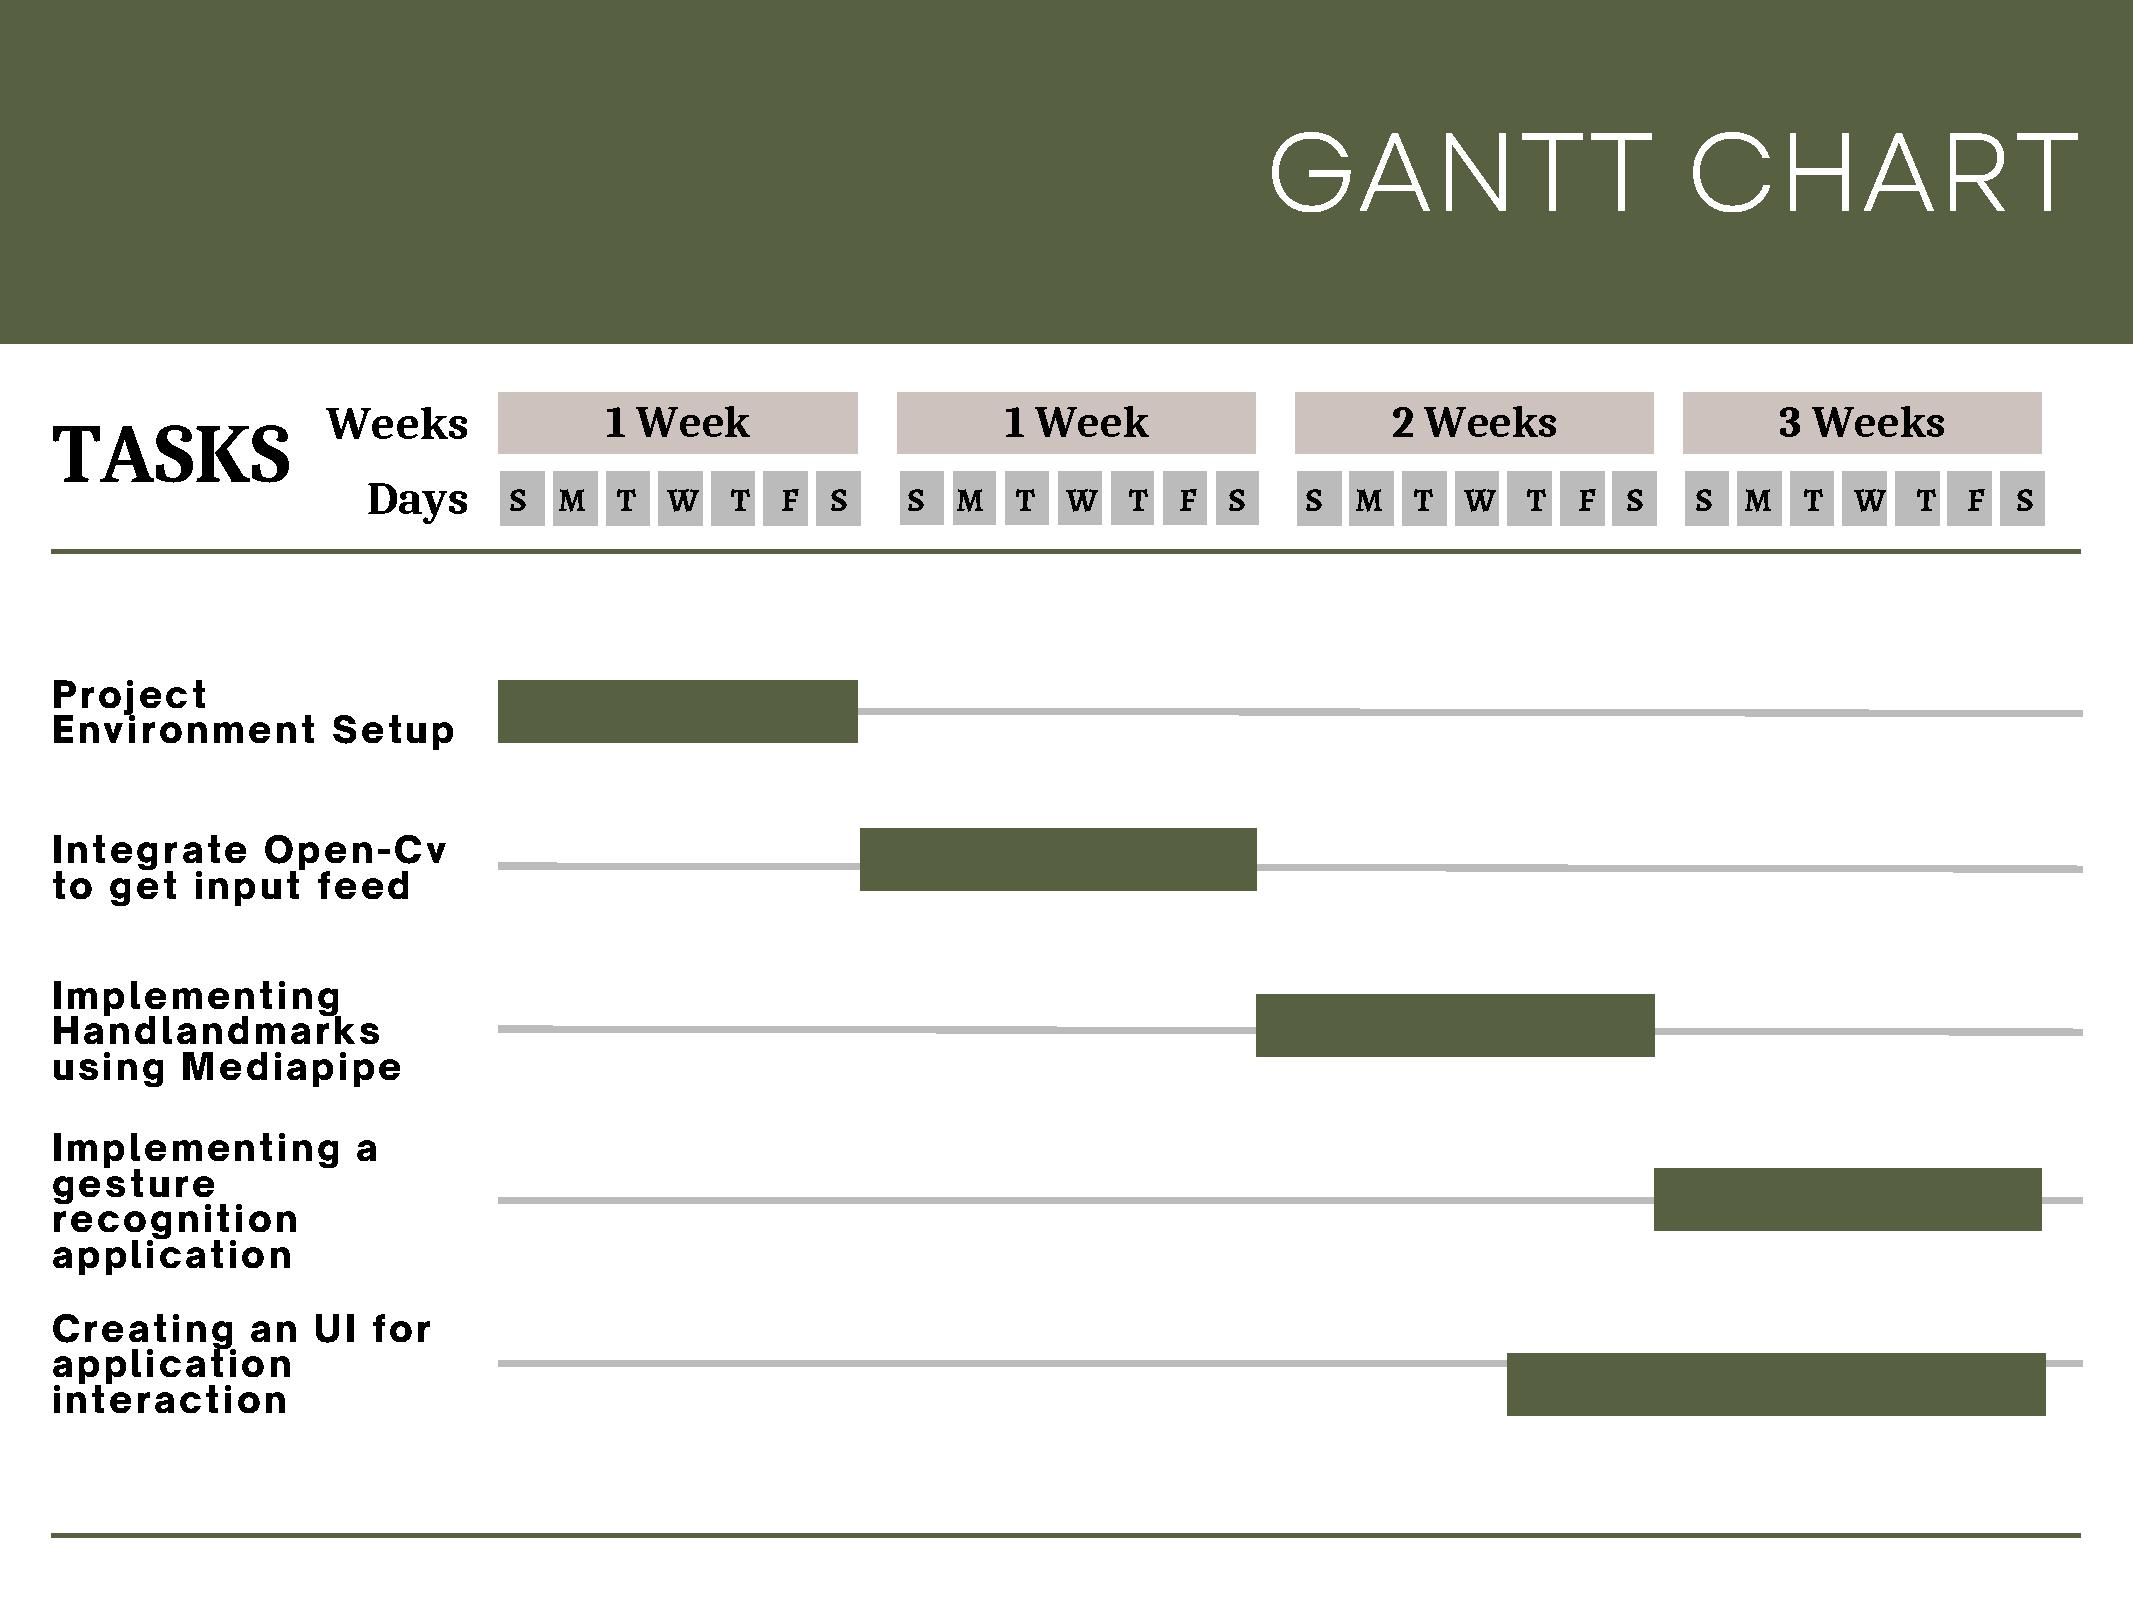 GANTT CHART
TASKS
Weeks 1 Week 1 Week 2 Weeks 3 Weeks
Days S M T W T F S S M T W T F S S M T W T F S S M T W T F S
Project
Environment Setup
Integrate Open-Cv
to get input feed
Implementing
Handlandmarks
using Mediapipe
Implementing a
gesture
recognition
application
Creating an UI for
application
interaction